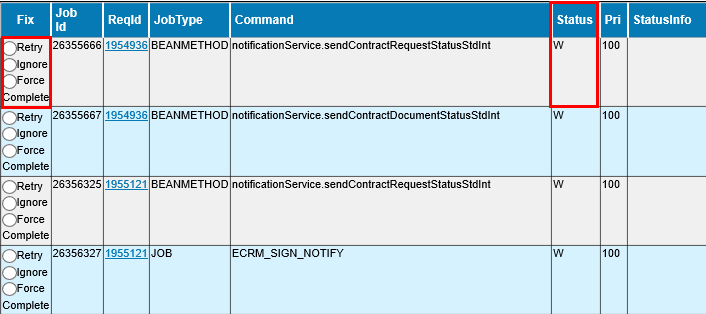 Fix Job Id ReqId JobType Command Status Pri StatusInfo
Retry 26355666 1954936 BEANMETHOD notificationService.sendContractRequestStatusStdInt W 100
Ignore
Force
Complete
Retry 26355667 1954936 BEANMETHOD notificationService.sendContractDocumentStatusStdInt W 100
Ignore
Force
Complete
Retry 26356325 1955121 BEANMETHOD notificationService.sendContractRequestStatusStdInt W 100
Ignore
Force
Complete
Retry 26356327 1955121 JOB ECRM_SIGN_NOTIFY W 100
Ignore
Force
Complete